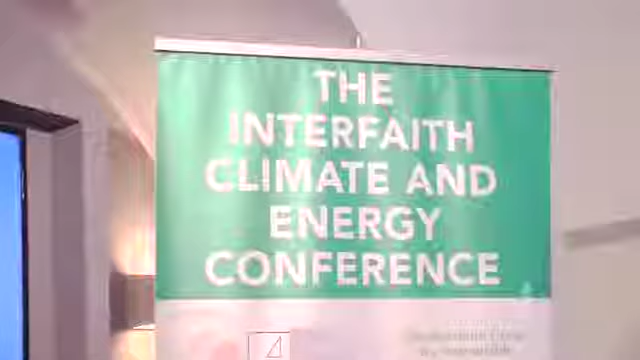 THE
INTERFAITH
CLIMATE AND
ENERGY
CONFERENCE